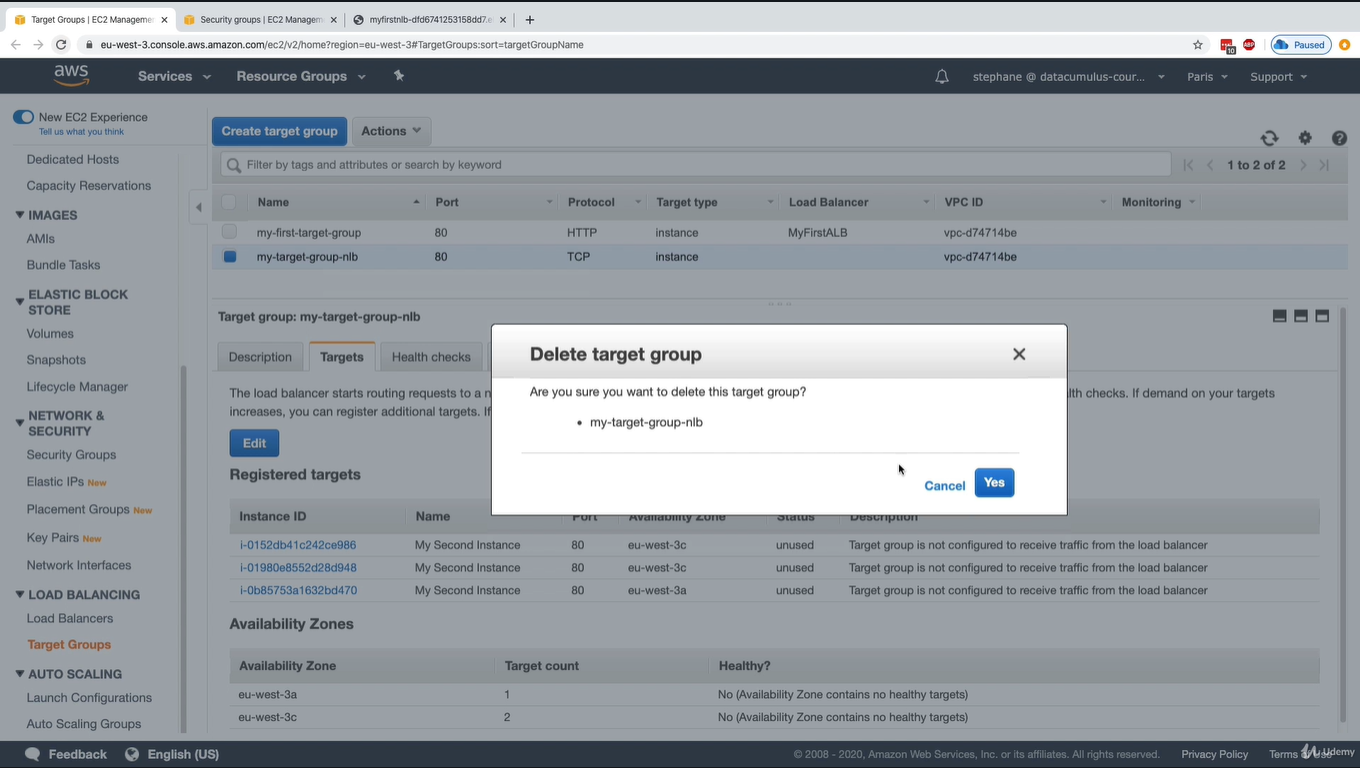 Target Groups | EC2 Manageme
Security groups | EC2 Managem
myfirstnlb-dfd6741253158dd7.e
eu-west-3.console.aws.amazon.com/ec2/v2/home?region=eu-west-3#TargetGroups:sort=targetGroupName
10
ABP
Paused
aws
Services
Resource Groups
stephane @ datacumulus-cour...
Paris
Support
New EC2 Experience
Tell us what you think
Dedicated Hosts
Capacity Reservations
IMAGES
AMIs
Bundle Tasks
ELASTIC BLOCK
STORE
Volumes
Snapshots
Lifecycle Manager
NETWORK &
SECURITY
Security Groups
Elastic IPs New
Placement Groups New
Key Pairs New
Network Interfaces
LOAD BALANCING
Load Balancers
Target Groups
AUTO SCALING
Launch Configurations
Auto Scaling Groups
Create target group
Actions
Filter by tags and attributes or search by keyword
1 to 2 of 2
Name Port Protocol Target type Load Balancer VPC ID Monitoring
my-first-target-group 80 HTTP instance MyFirstALB vpc-d74714be
my-target-group-nlb 80 TCP instance vpc-d74714be
Target group: my-target-group-nlb
Description
Targets
Health checks
The load balancer starts routing requests to a n
lth checks. If demand on your targets
increases, you can register additional targets. If
Edit
Delete target group
Are you sure you want to delete this target group?
• my-target-group-nlb
Cancel
Yes
Registered targets
Instance ID Name Port Availability Zone Status Description
i-0152db41c242ce986 My Second Instance 80 eu-west-3c unused Target group is not configured to receive traffic from the load balancer
i-01980e8552d28d948 My Second Instance 80 eu-west-3c unused Target group is not configured to receive traffic from the load balancer
i-0b85753a1632bd470 My Second Instance 80 eu-west-3a unused Target group is not configured to receive traffic from the load balancer
Availability Zones
Availability Zone Target count Healthy?
eu-west-3a 1 No (Availability Zone contains no healthy targets)
eu-west-3c 2 No (Availability Zone contains no healthy targets)
Feedback
English (US)
© 2008 - 2020, Amazon Web Services, Inc. or its affiliates. All rights reserved.
Privacy Policy
Terms
Udemy